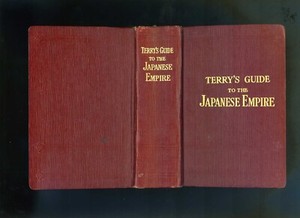 TERRY'S GUIDE
TO THE
JAPANESE
EMPIRE
TERRY'S GUIDE
TO THE
JAPANESE EMPIRE